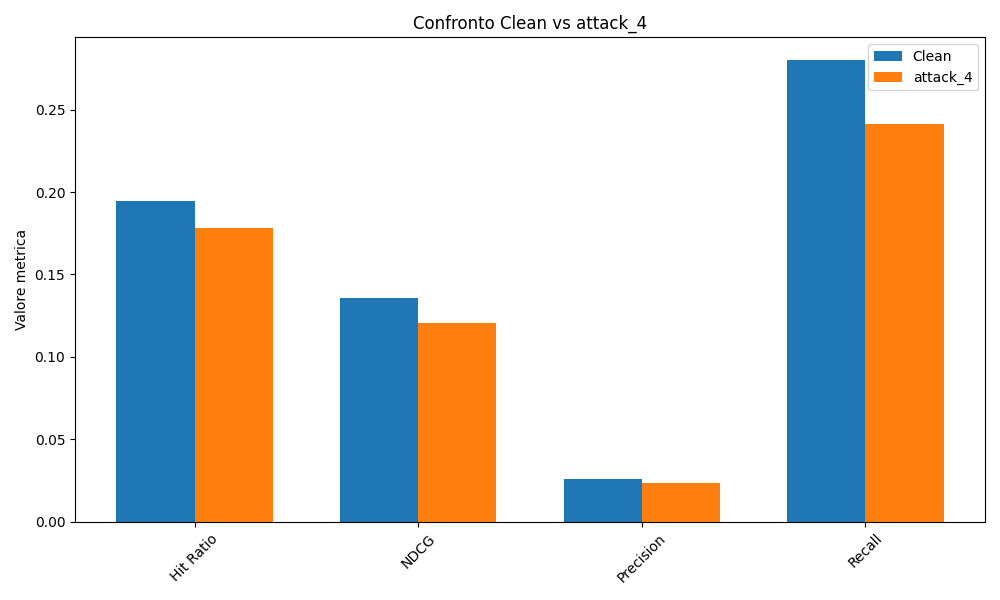 Confronto Clean vs attack_4
Clean
attack_4
Valore metrica
0.25
0.20
0.15
0.10
0.05
0.00
Hit Ratio
NDCG
Precision
Recall